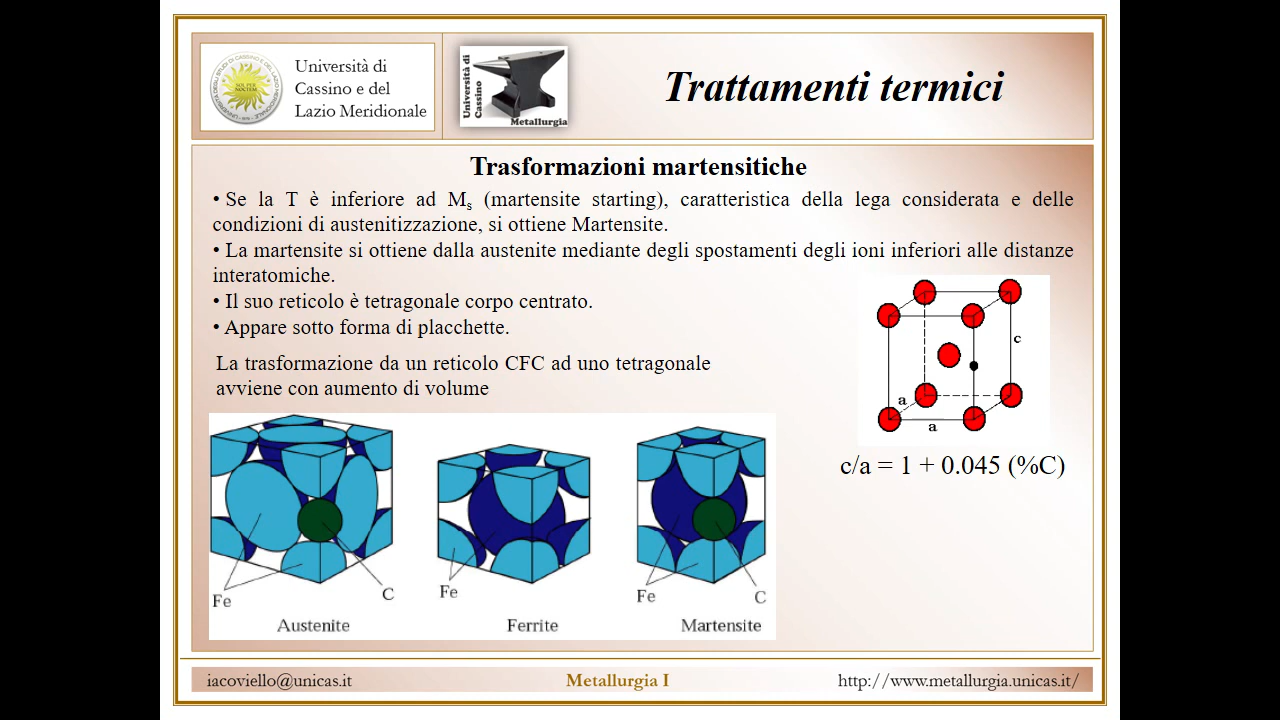 Università di
Cassino e del
Lazio Meridionale
Università di
Cassino
Metallurgia
Trattamenti termici
Trasformazioni martensitiche
• Se la T è inferiore ad Ms (martensite starting), caratteristica della lega considerata e delle
condizioni di austenitizzazione, si ottiene Martensite.
• La martensite si ottiene dalla austenite mediante degli spostamenti degli ioni inferiori alle distanze
interatomiche.
• Il suo reticolo è tetragonale corpo centrato.
• Appare sotto forma di placchette.
La trasformazione da un reticolo CFC ad uno tetragonale
avviene con aumento di volume
c
a
a
c/a = 1 + 0.045 (%C)
Fe
C
Fe
Fe
C
Austenite
Ferrite
Martensite
iacoviello@unicas.it
Metallurgia I
http://www.metallurgia.unicas.it/